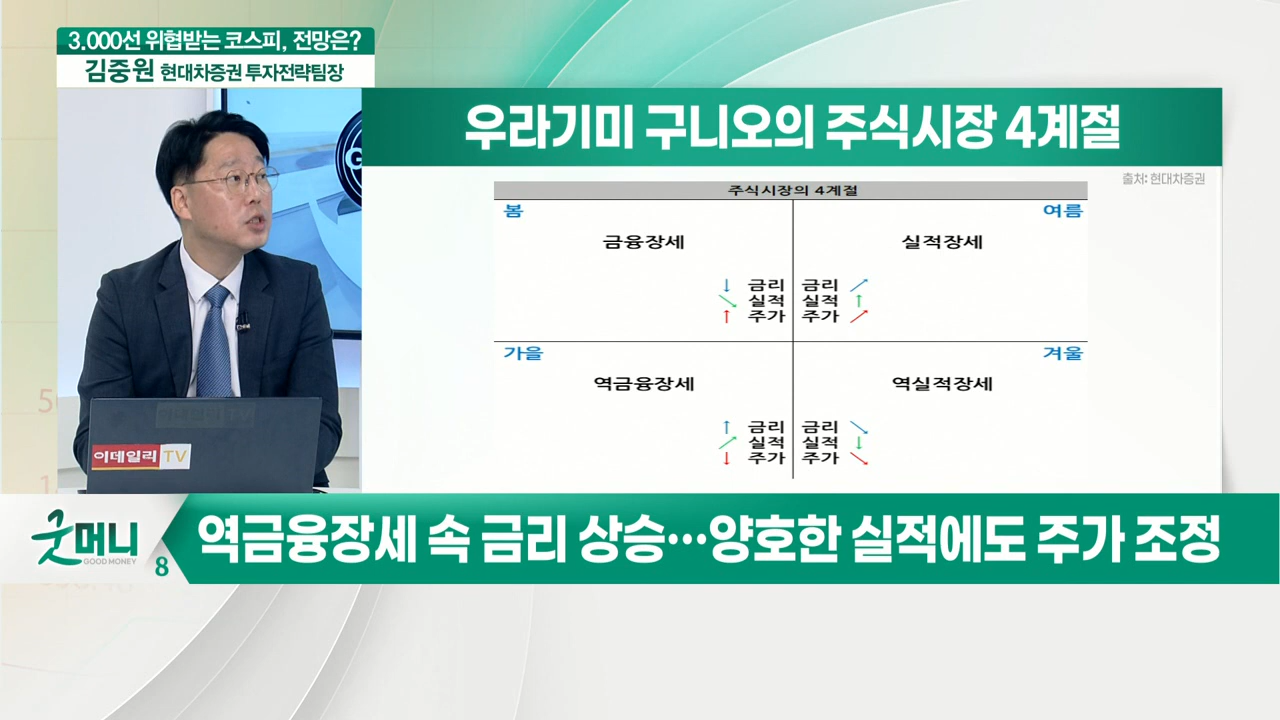 3.000선 위협받는 코스피, 전망은?
김중원 현대차증권 투자전략팀장
우라기미 구니오의 주식시장 4계절
출처: 현대차증권
주식시장의 4계절
봄
여름
금융장세
실적장세
↓ 금리
↘ 실적
↑ 주가
금리 ↗
실적 ↑
주가 ↗
가을
겨울
역금융장세
역실적장세
↑ 금리
↗ 실적
↓ 주가
금리 ↘
실적 ↓
주가 ↘
이데일리 TV
굿머니
GOOD MONEY
8
역금융장세 속 금리 상승…양호한 실적에도 주가 조정